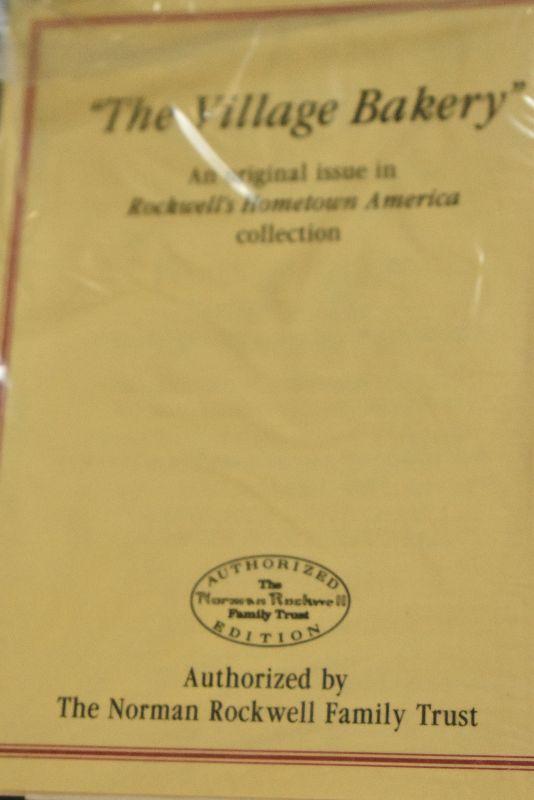 "The Village Bakery"
An original issue in
Rockwell's Hometown America
collection
AUTHORIZED
The
Norman Rockwell
Family Trust
EDITION
Authorized by
The Norman Rockwell Family Trust